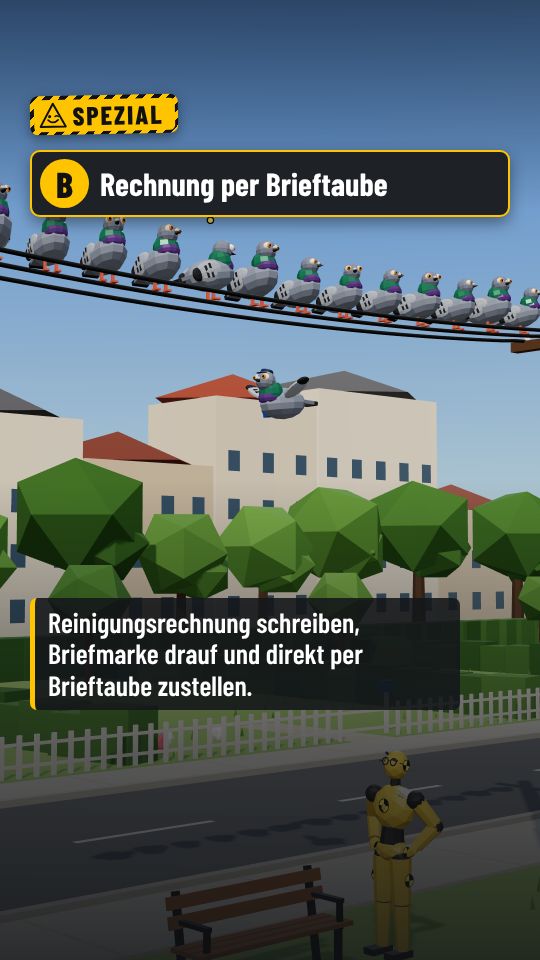 SPEZIAL
B Rechnung per Brieftaube
Reinigungsrechnung schreiben,
Briefmarke drauf und direkt per
Brieftaube zustellen.